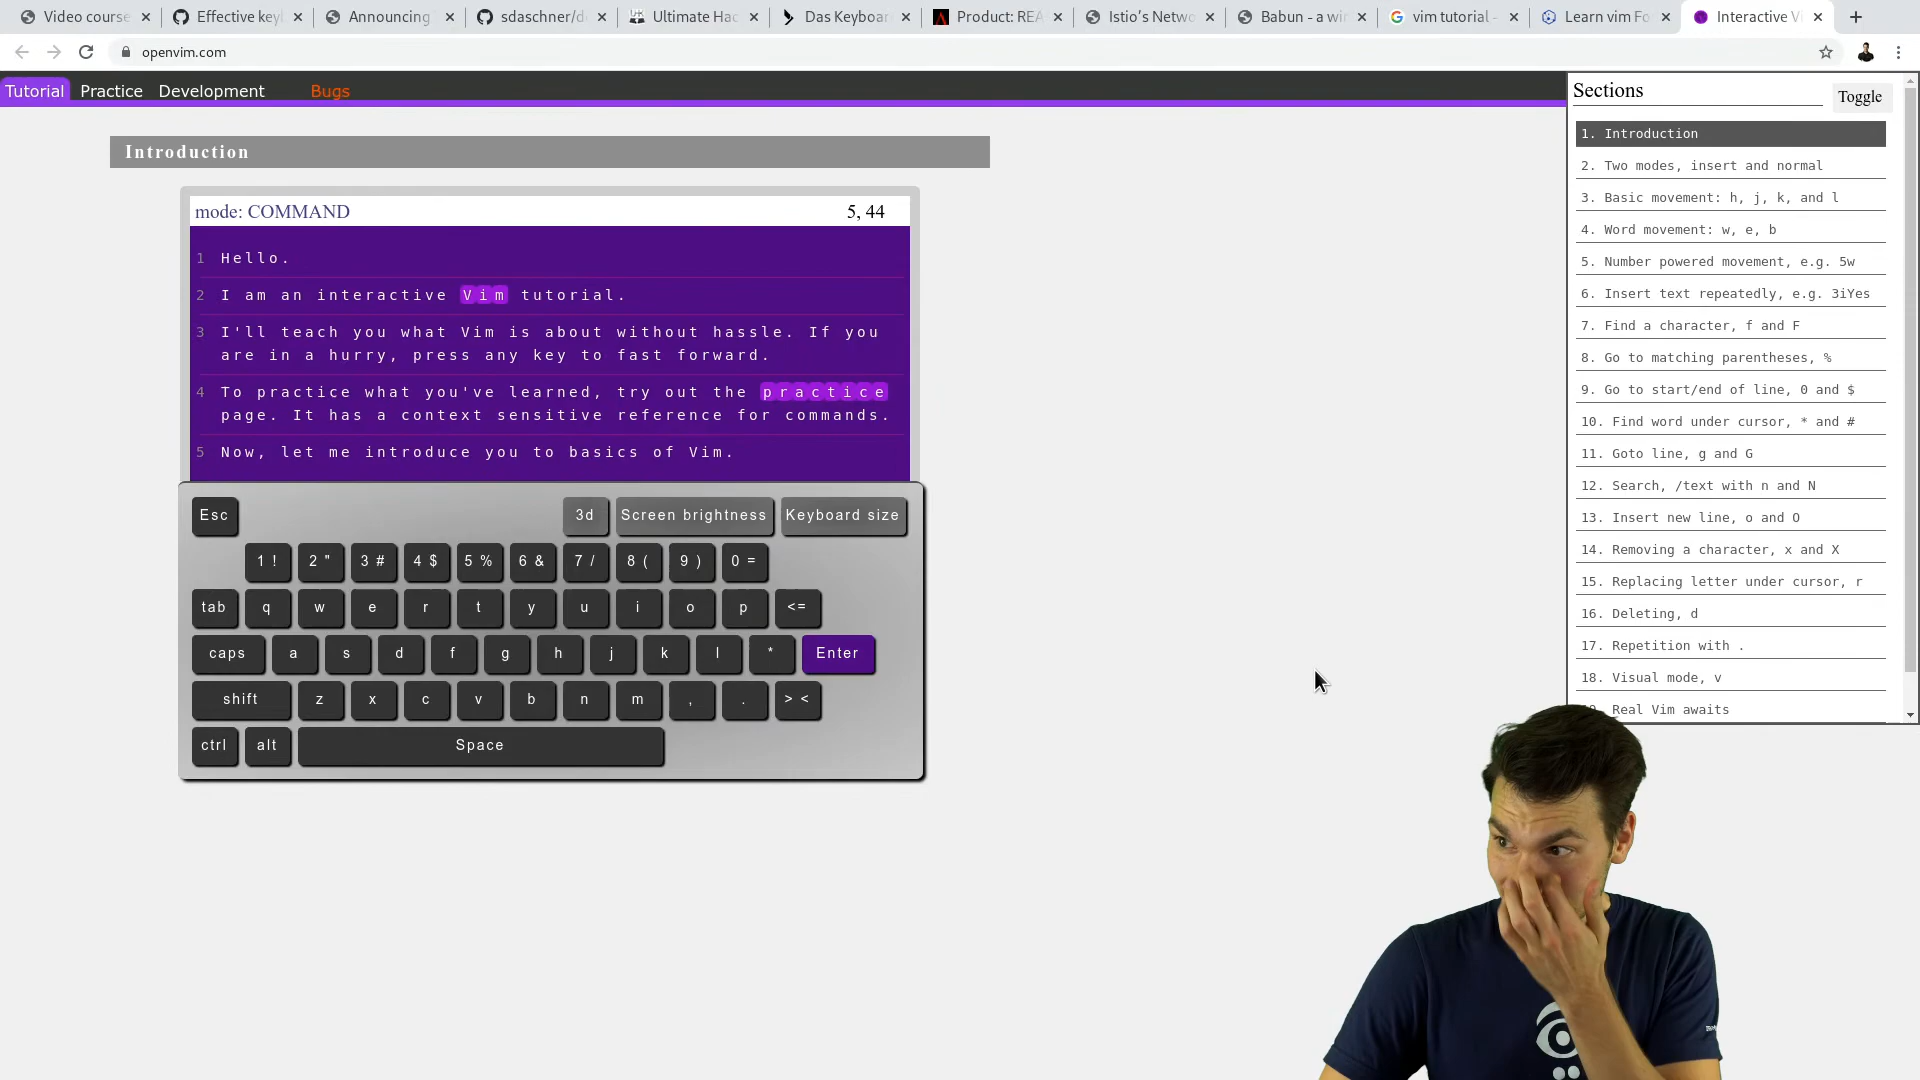 Video course
Effective key
Announcing
sdaschner/d
Ultimate Hac
Das Keyboar
Product: REA
Istio's Netwo
Babun - a wi
vim tutorial -
Learn vim Fo
Interactive V
openvim.com
Tutorial Practice Development Bugs
Introduction
mode: COMMAND 5, 44
1 Hello.
2 I am an interactive Vim tutorial.
3 I'll teach you what Vim is about without hassle. If you
are in a hurry, press any key to fast forward.
4 To practice what you've learned, try out the practice
page. It has a context sensitive reference for commands.
5 Now, let me introduce you to basics of Vim.
Esc 3d Screen brightness Keyboard size
1 ! 2 " 3 # 4 $ 5 % 6 & 7 / 8 ( 9 ) 0 =
tab q w e r t y u i o p <=
caps a s d f g h j k l * Enter
shift z x c v b n m , . > <
ctrl alt Space
Sections
Toggle
1. Introduction
2. Two modes, insert and normal
3. Basic movement: h, j, k, and l
4. Word movement: w, e, b
5. Number powered movement, e.g. 5w
6. Insert text repeatedly, e.g. 3iYes
7. Find a character, f and F
8. Go to matching parentheses, %
9. Go to start/end of line, 0 and $
10. Find word under cursor, * and #
11. Goto line, g and G
12. Search, /text with n and N
13. Insert new line, o and O
14. Removing a character, x and X
15. Replacing letter under cursor, r
16. Deleting, d
17. Repetition with .
18. Visual mode, v
Real Vim awaits